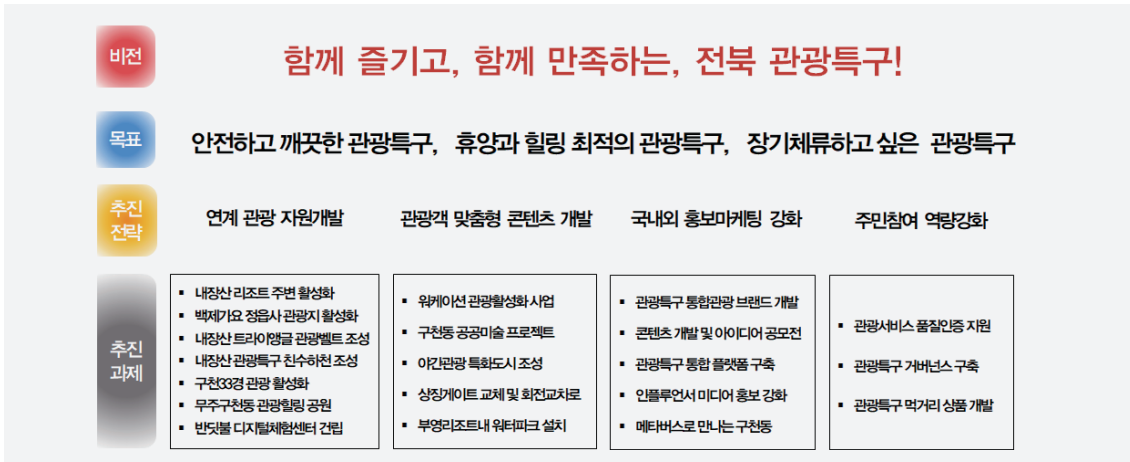 비전
함께 즐기고, 함께 만족하는, 전북 관광특구!
목표
안전하고 깨끗한 관광특구, 휴양과 힐링 최적의 관광특구, 장기체류하고 싶은 관광특구
추진
전략
연계 관광 자원개발
관광객 맞춤형 콘텐츠 개발
국내외 홍보마케팅 강화
주민참여 역량강화
추진
과제
▪ 내장산 리조트 주변 활성화
▪ 백제가요 정읍사 관광지 활성화
▪ 내장산 트라이앵글 관광벨트 조성
▪ 내장산 관광특구 친수하천 조성
▪ 구천33경 관광 활성화
▪ 무주구천동 관광힐링 공원
▪ 반딧불 디지털체험센터 건립
▪ 워케이션 관광활성화 사업
▪ 구천동 공공미술 프로젝트
▪ 야간관광 특화도시 조성
▪ 상징게이트 교체 및 회전교차로
▪ 부영리조트내 워터파크 설치
▪ 관광특구 통합관광 브랜드 개발
▪ 콘텐츠 개발 및 아이디어 공모전
▪ 관광특구 통합 플랫폼 구축
▪ 인플루언서 미디어 홍보 강화
▪ 메타버스로 만나는 구천동
▪ 관광서비스 품질인증 지원
▪ 관광특구 거버넌스 구축
▪ 관광특구 먹거리 상품 개발